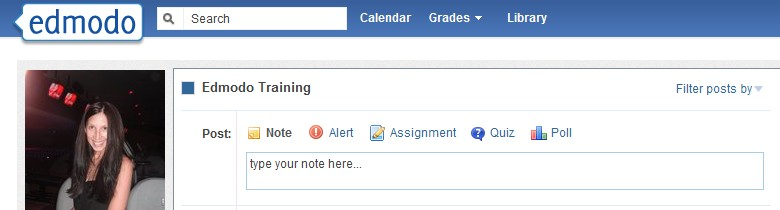 edmodo Search Calendar Grades Library
Edmodo Training Filter posts by
Post: Note Alert Assignment Quiz Poll
type your note here...